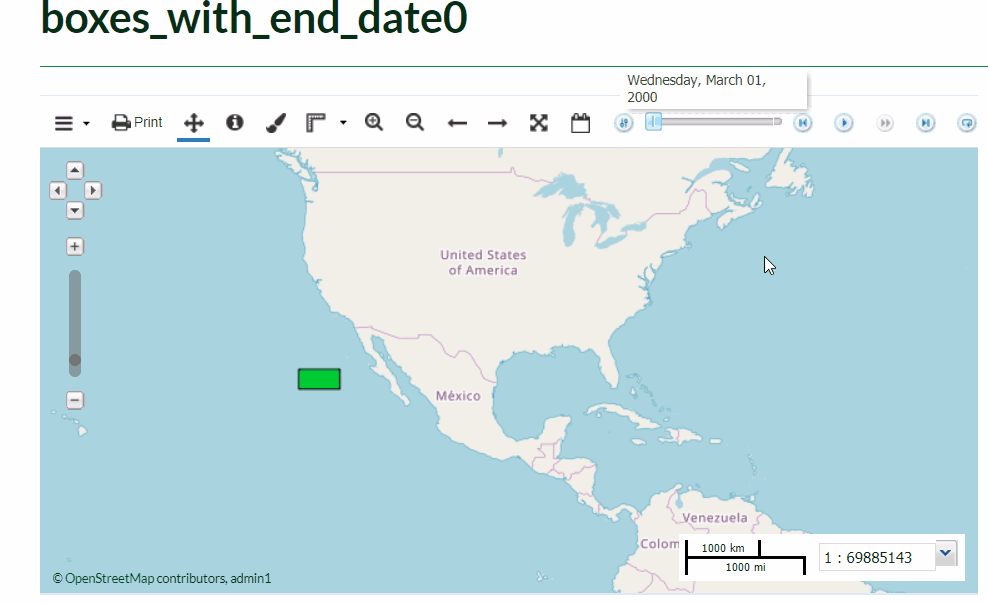 boxes_with_end_date0
Wednesday, March 01,
2000
Print
United States
of America
México
Venezuela
Colom
1000 km
1000 mi
1 : 69885143
© OpenStreetMap contributors, admin1